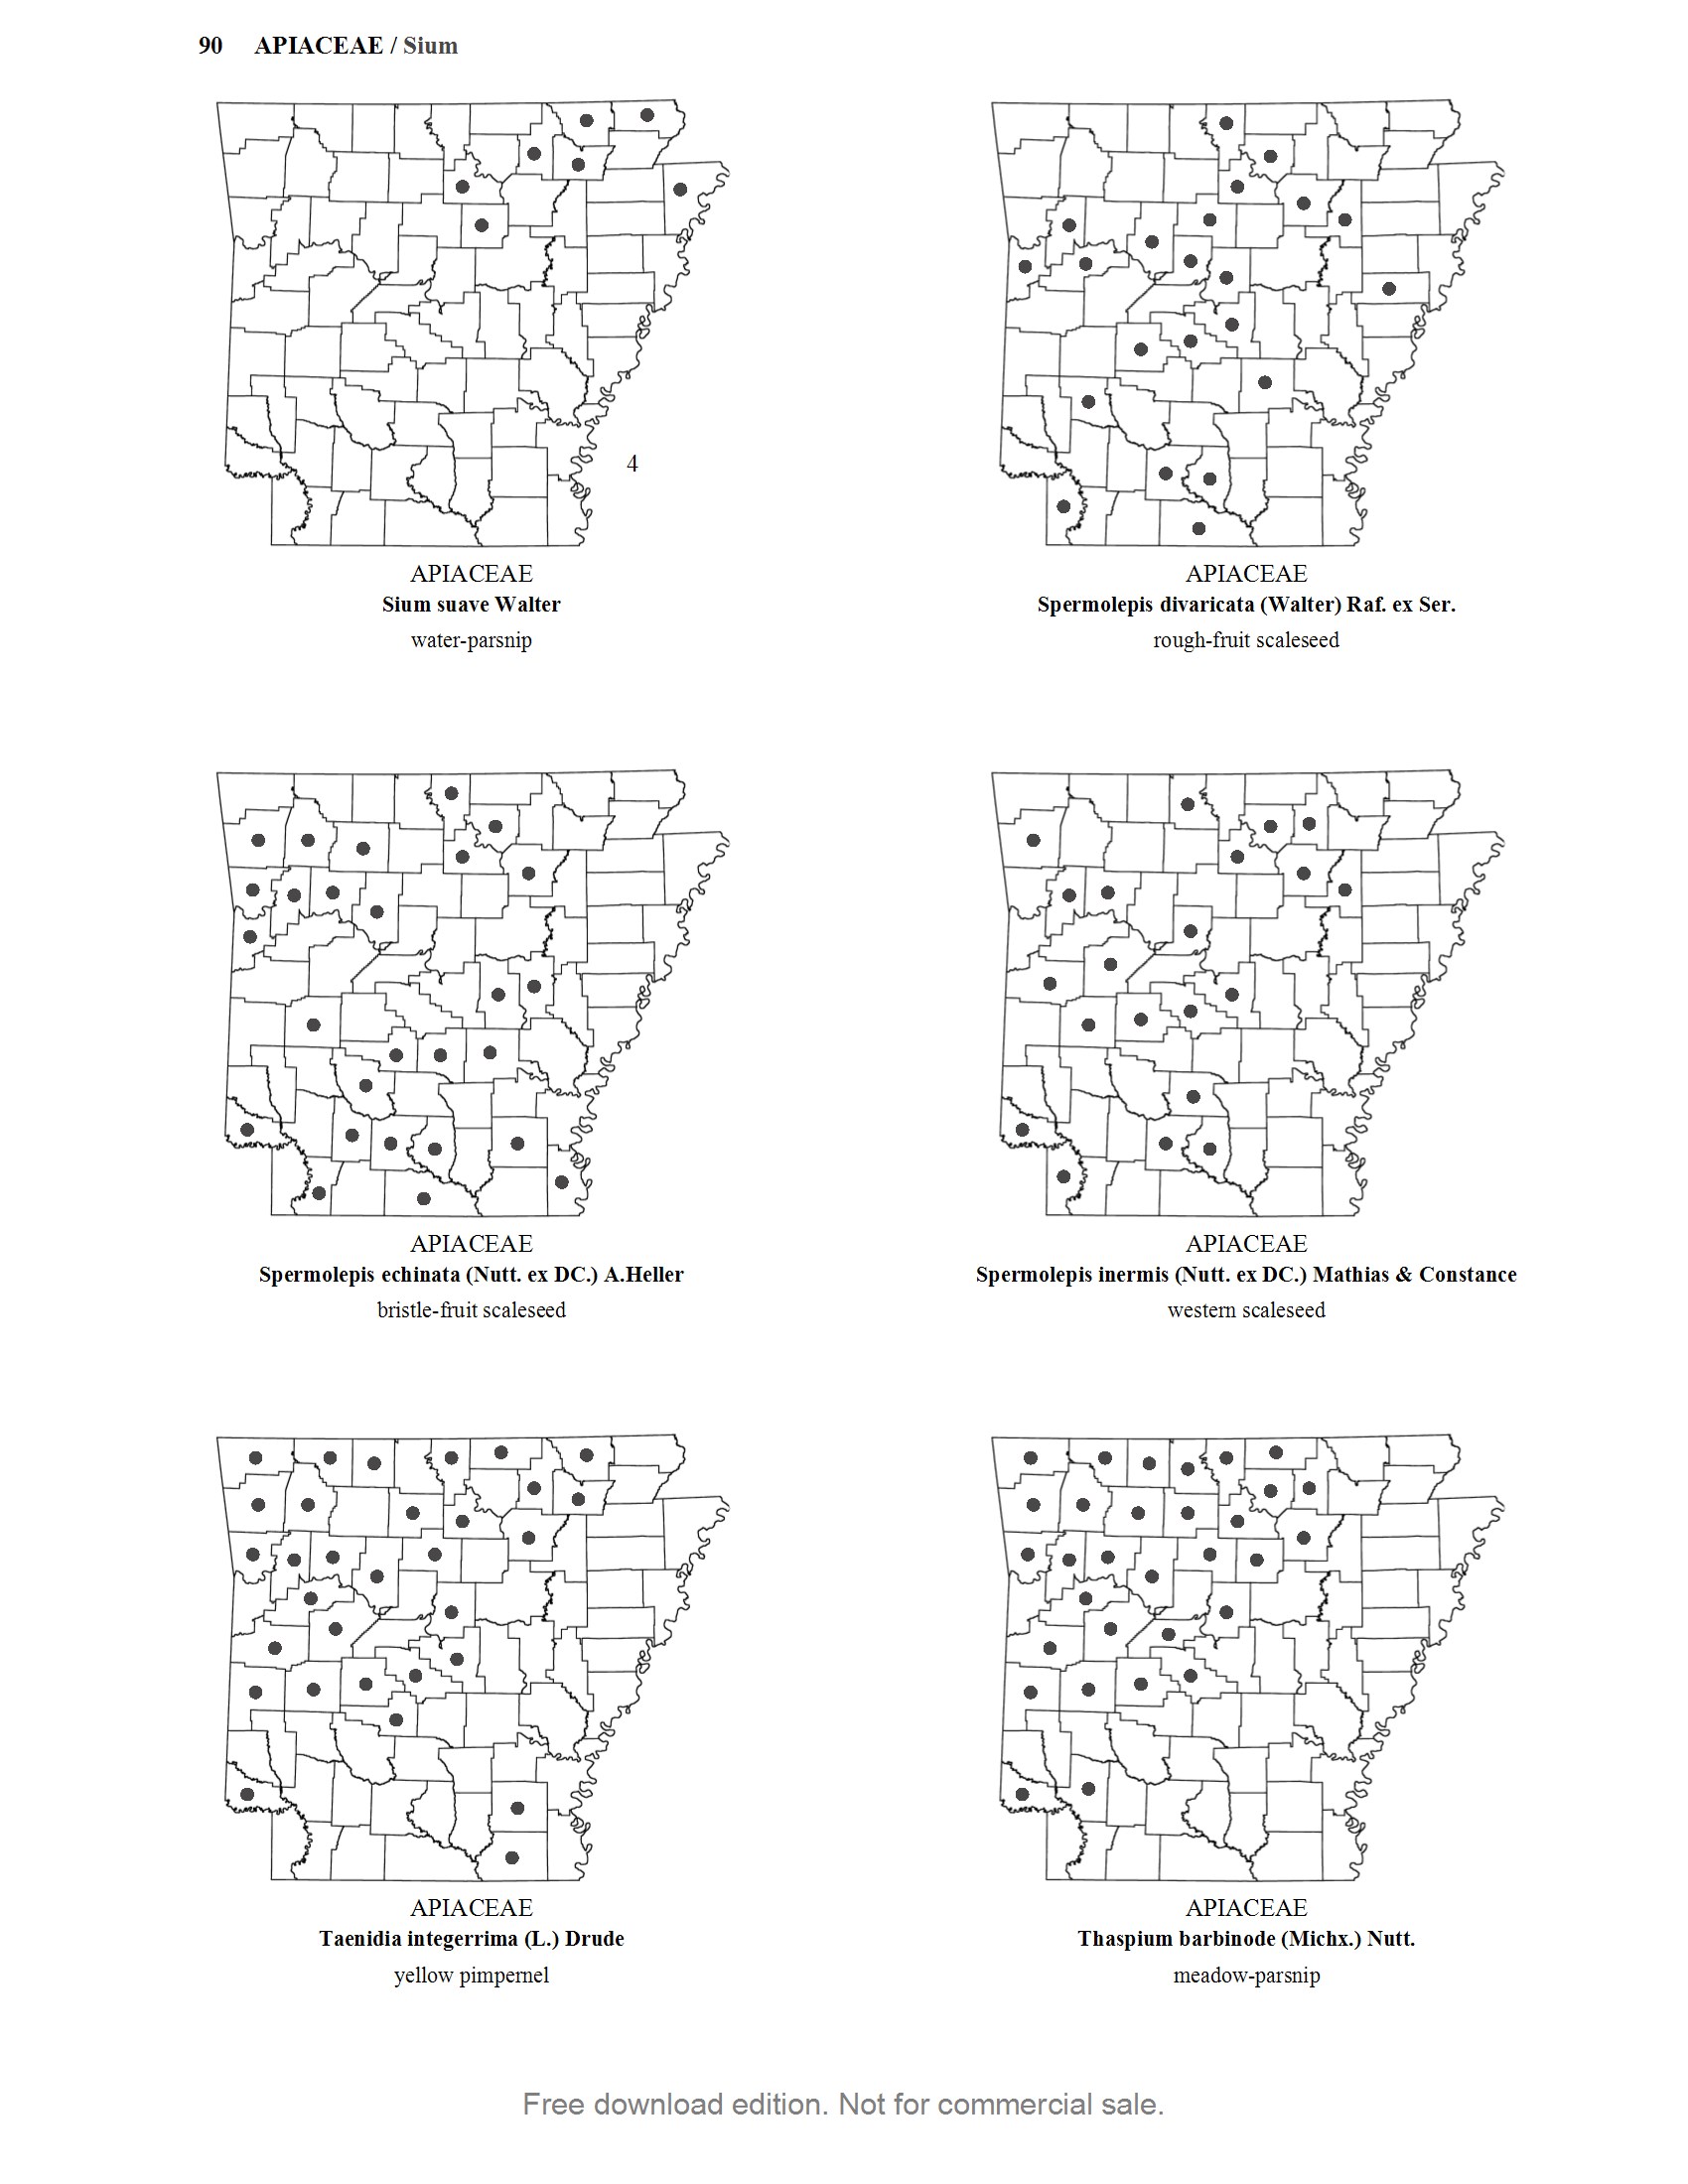 90 APIACEAE / Sium
4
APIACEAE
Sium suave Walter
water-parsnip
APIACEAE
Spermolepis divaricata (Walter) Raf. ex Ser.
rough-fruit scaleseed
APIACEAE
Spermolepis echinata (Nutt. ex DC.) A.Heller
bristle-fruit scaleseed
APIACEAE
Spermolepis inermis (Nutt. ex DC.) Mathias & Constance
western scaleseed
APIACEAE
Taenidia integerrima (L.) Drude
yellow pimpernel
APIACEAE
Thaspium barbinode (Michx.) Nutt.
meadow-parsnip
Free download edition. Not for commercial sale.